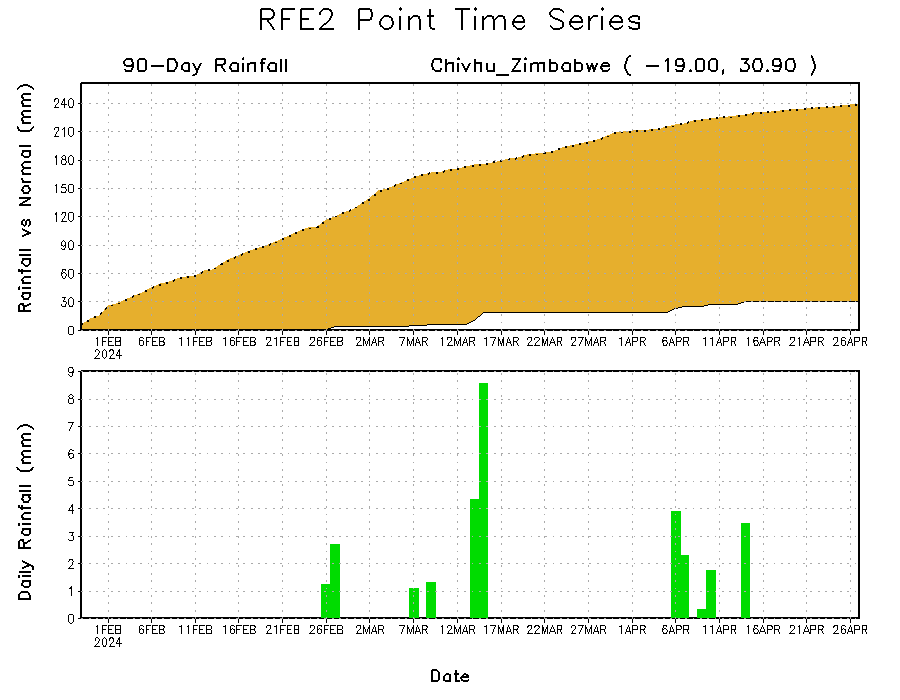 RFE2 Point Time Series
90-Day Rainfall
Chivhu_Zimbabwe ( -19.00, 30.90 )
Rainfall vs Normal (mm)
240
210
180
150
120
90
60
30
0
1FEB 6FEB 11FEB 16FEB 21FEB 26FEB 2MAR 7MAR 12MAR 17MAR 22MAR 27MAR 1APR 6APR 11APR 16APR 21APR 26APR
2024
Daily Rainfall (mm)
9
8
7
6
5
4
3
2
1
0
1FEB 6FEB 11FEB 16FEB 21FEB 26FEB 2MAR 7MAR 12MAR 17MAR 22MAR 27MAR 1APR 6APR 11APR 16APR 21APR 26APR
2024
Date